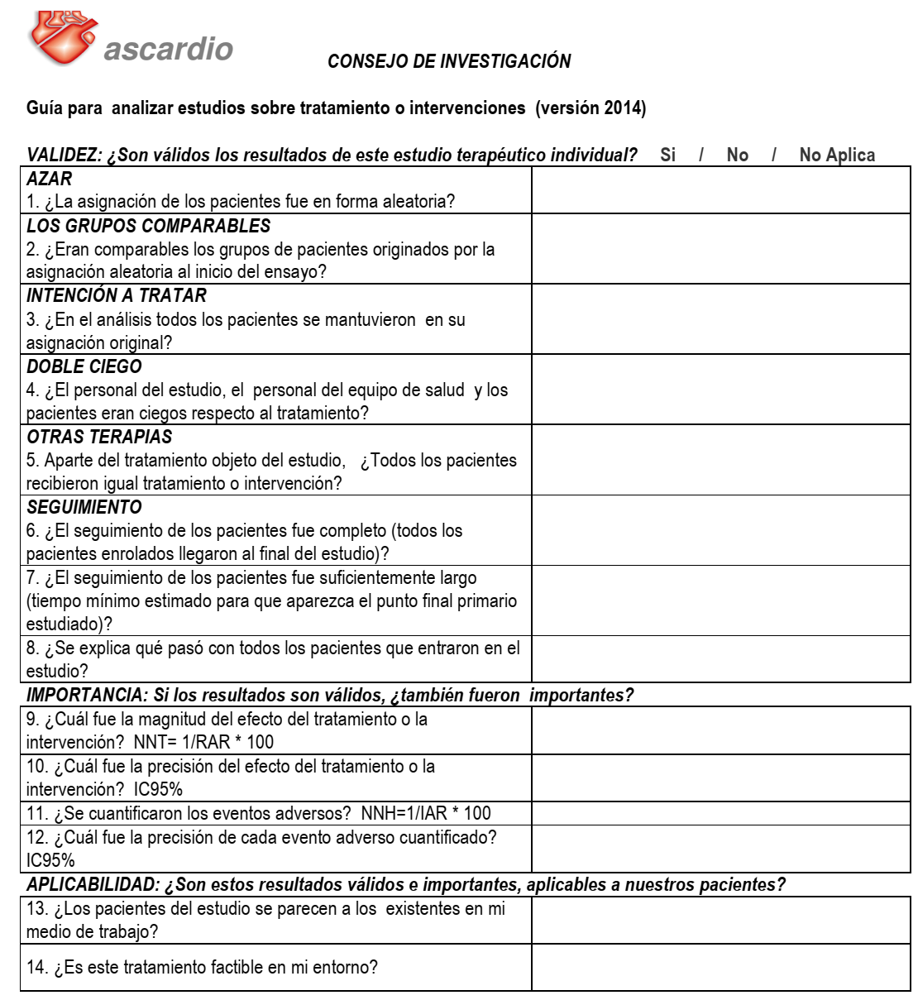 ascardio
CONSEJO DE INVESTIGACIÓN
Guía para analizar estudios sobre tratamiento o intervenciones (versión 2014)
VALIDEZ: ¿Son válidos los resultados de este estudio terapéutico individual? Si / No / No Aplica
AZAR
1. ¿La asignación de los pacientes fue en forma aleatoria?
LOS GRUPOS COMPARABLES
2. ¿Eran comparables los grupos de pacientes originados por la
asignación aleatoria al inicio del ensayo?
INTENCIÓN A TRATAR
3. ¿En el análisis todos los pacientes se mantuvieron en su
asignación original?
DOBLE CIEGO
4. ¿El personal del estudio, el personal del equipo de salud y los
pacientes eran ciegos respecto al tratamiento?
OTRAS TERAPIAS
5. Aparte del tratamiento objeto del estudio, ¿Todos los pacientes
recibieron igual tratamiento o intervención?
SEGUIMIENTO
6. ¿El seguimiento de los pacientes fue completo (todos los
pacientes enrolados llegaron al final del estudio)?
7. ¿El seguimiento de los pacientes fue suficientemente largo
(tiempo mínimo estimado para que aparezca el punto final primario
estudiado)?
8. ¿Se explica qué pasó con todos los pacientes que entraron en el
estudio?
IMPORTANCIA: Si los resultados son válidos, ¿también fueron importantes?
9. ¿Cuál fue la magnitud del efecto del tratamiento o la
intervención? NNT= 1/RAR * 100
10. ¿Cuál fue la precisión del efecto del tratamiento o la
intervención? IC95%
11. ¿Se cuantificaron los eventos adversos? NNH=1/IAR * 100
12. ¿Cuál fue la precisión de cada evento adverso cuantificado?
IC95%
APLICABILIDAD: ¿Son estos resultados válidos e importantes, aplicables a nuestros pacientes?
13. ¿Los pacientes del estudio se parecen a los existentes en mi
medio de trabajo?
14. ¿Es este tratamiento factible en mi entorno?